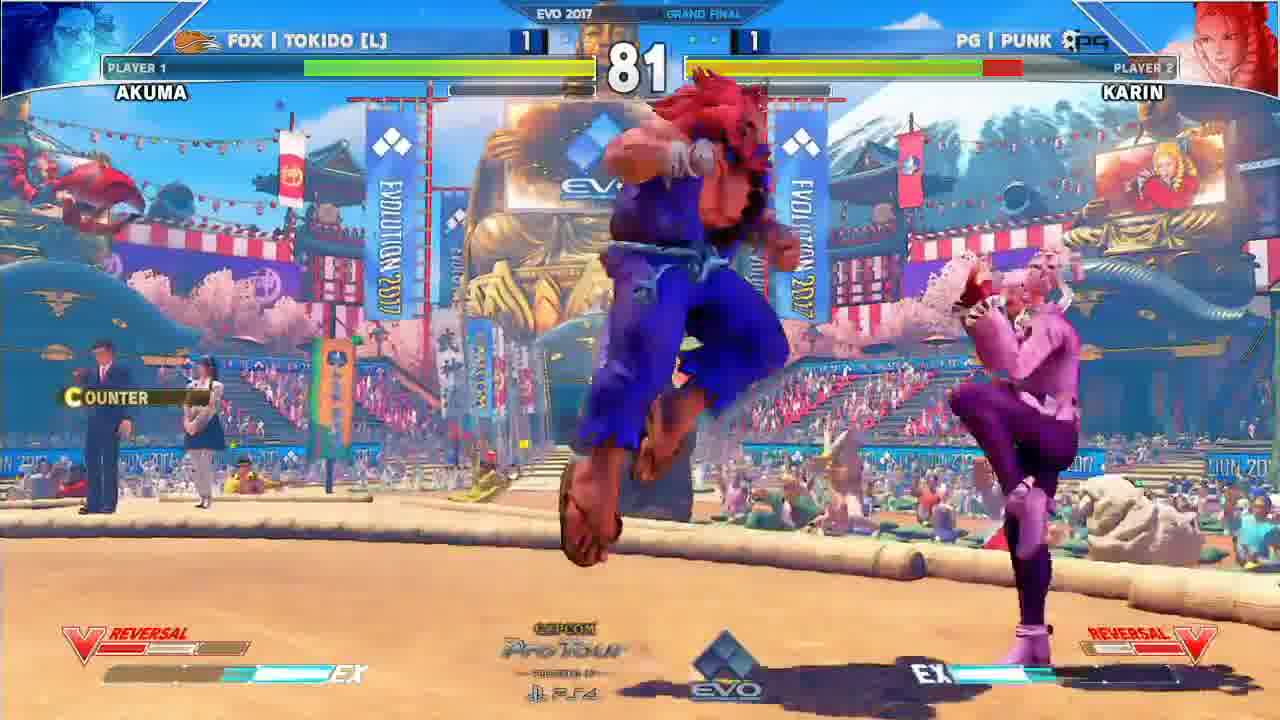 EVO 2017
GRAND FINAL
FOX | TOKIDO [L]
1
81
1
PG | PUNK
PLAYER 1
PLAYER 2
AKUMA
KARIN
EVOLUTION 2017
EVOLUTION 2017
COUNTER
REVERSAL
REVERSAL
EX
EX
CAPCOM
Pro Tour
PS4
EVO